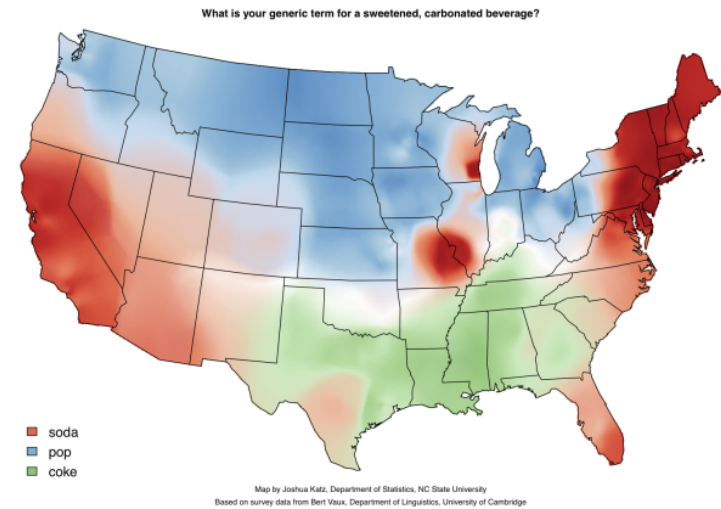 What is your generic term for a sweetened, carbonated beverage?
soda
pop
coke
Map by Joshua Katz, Department of Statistics, NC State University
Based on survey data from Bert Vaux, Department of Linguistics, University of Cambridge